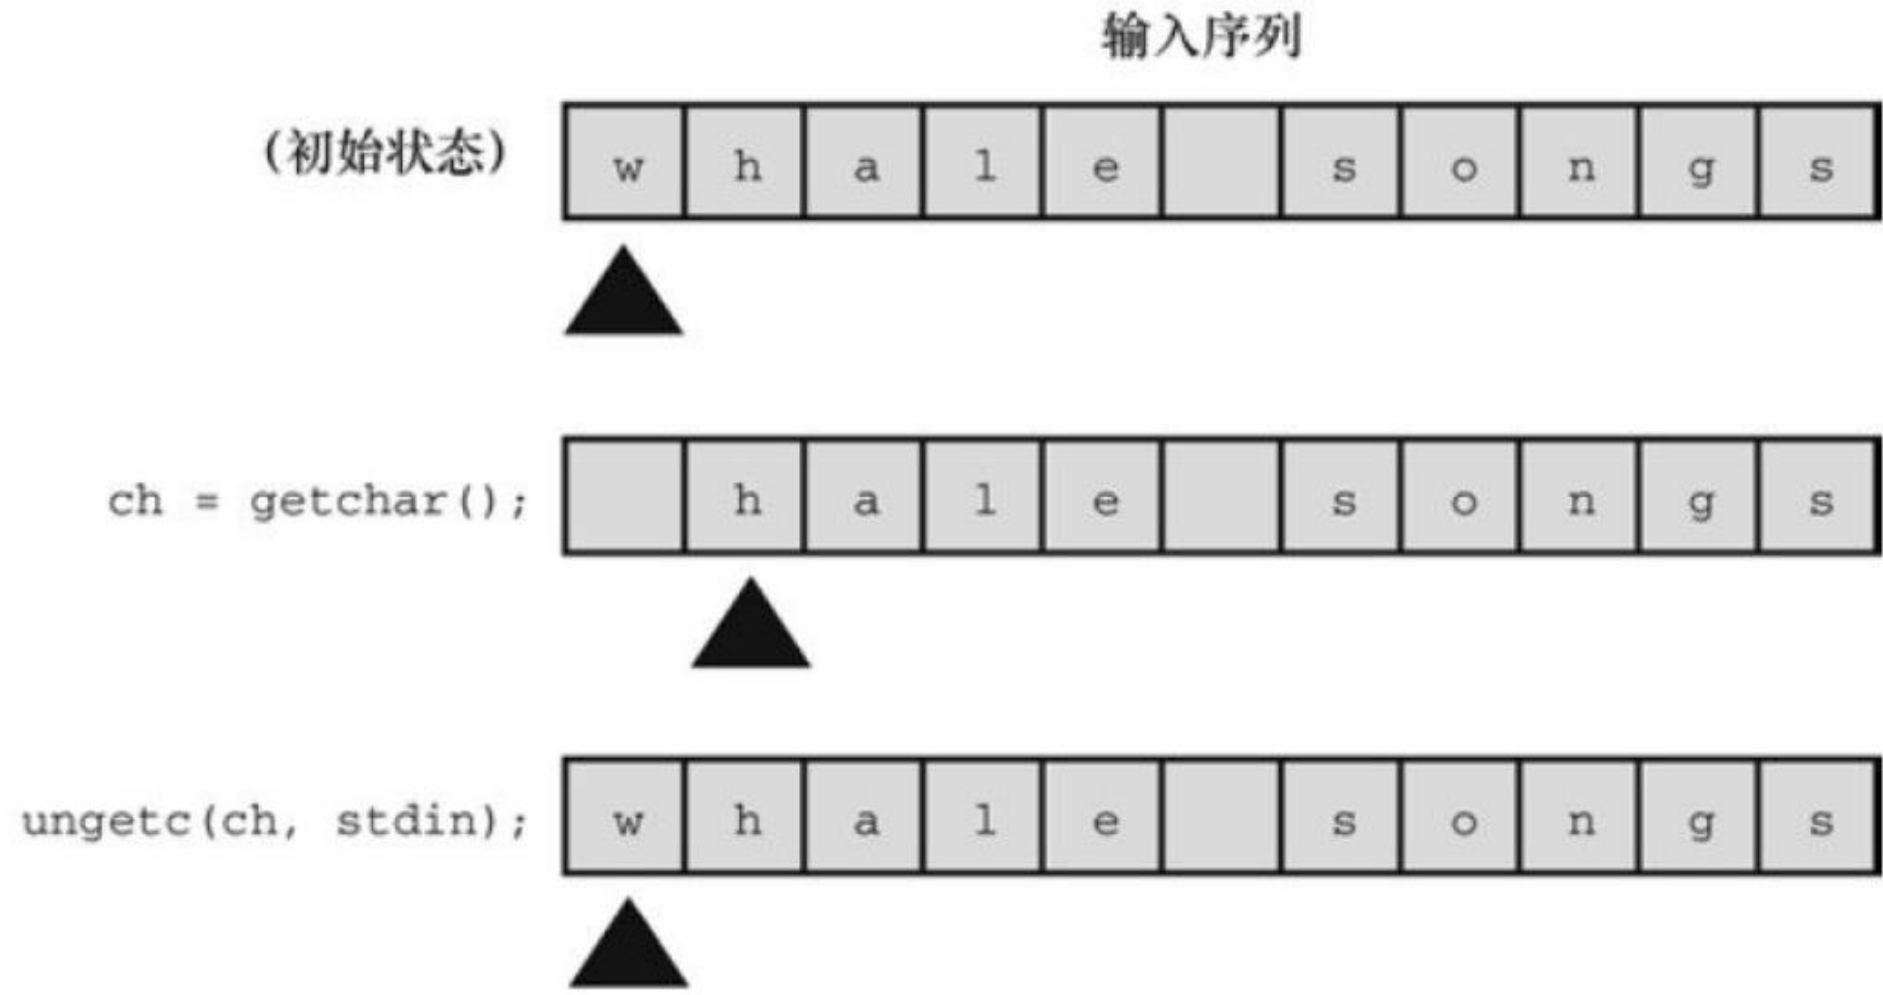 输入序列
(初始状态) w h a l e s o n g s
ch = getchar(); h a l e s o n g s
ungetc(ch, stdin); w h a l e s o n g s